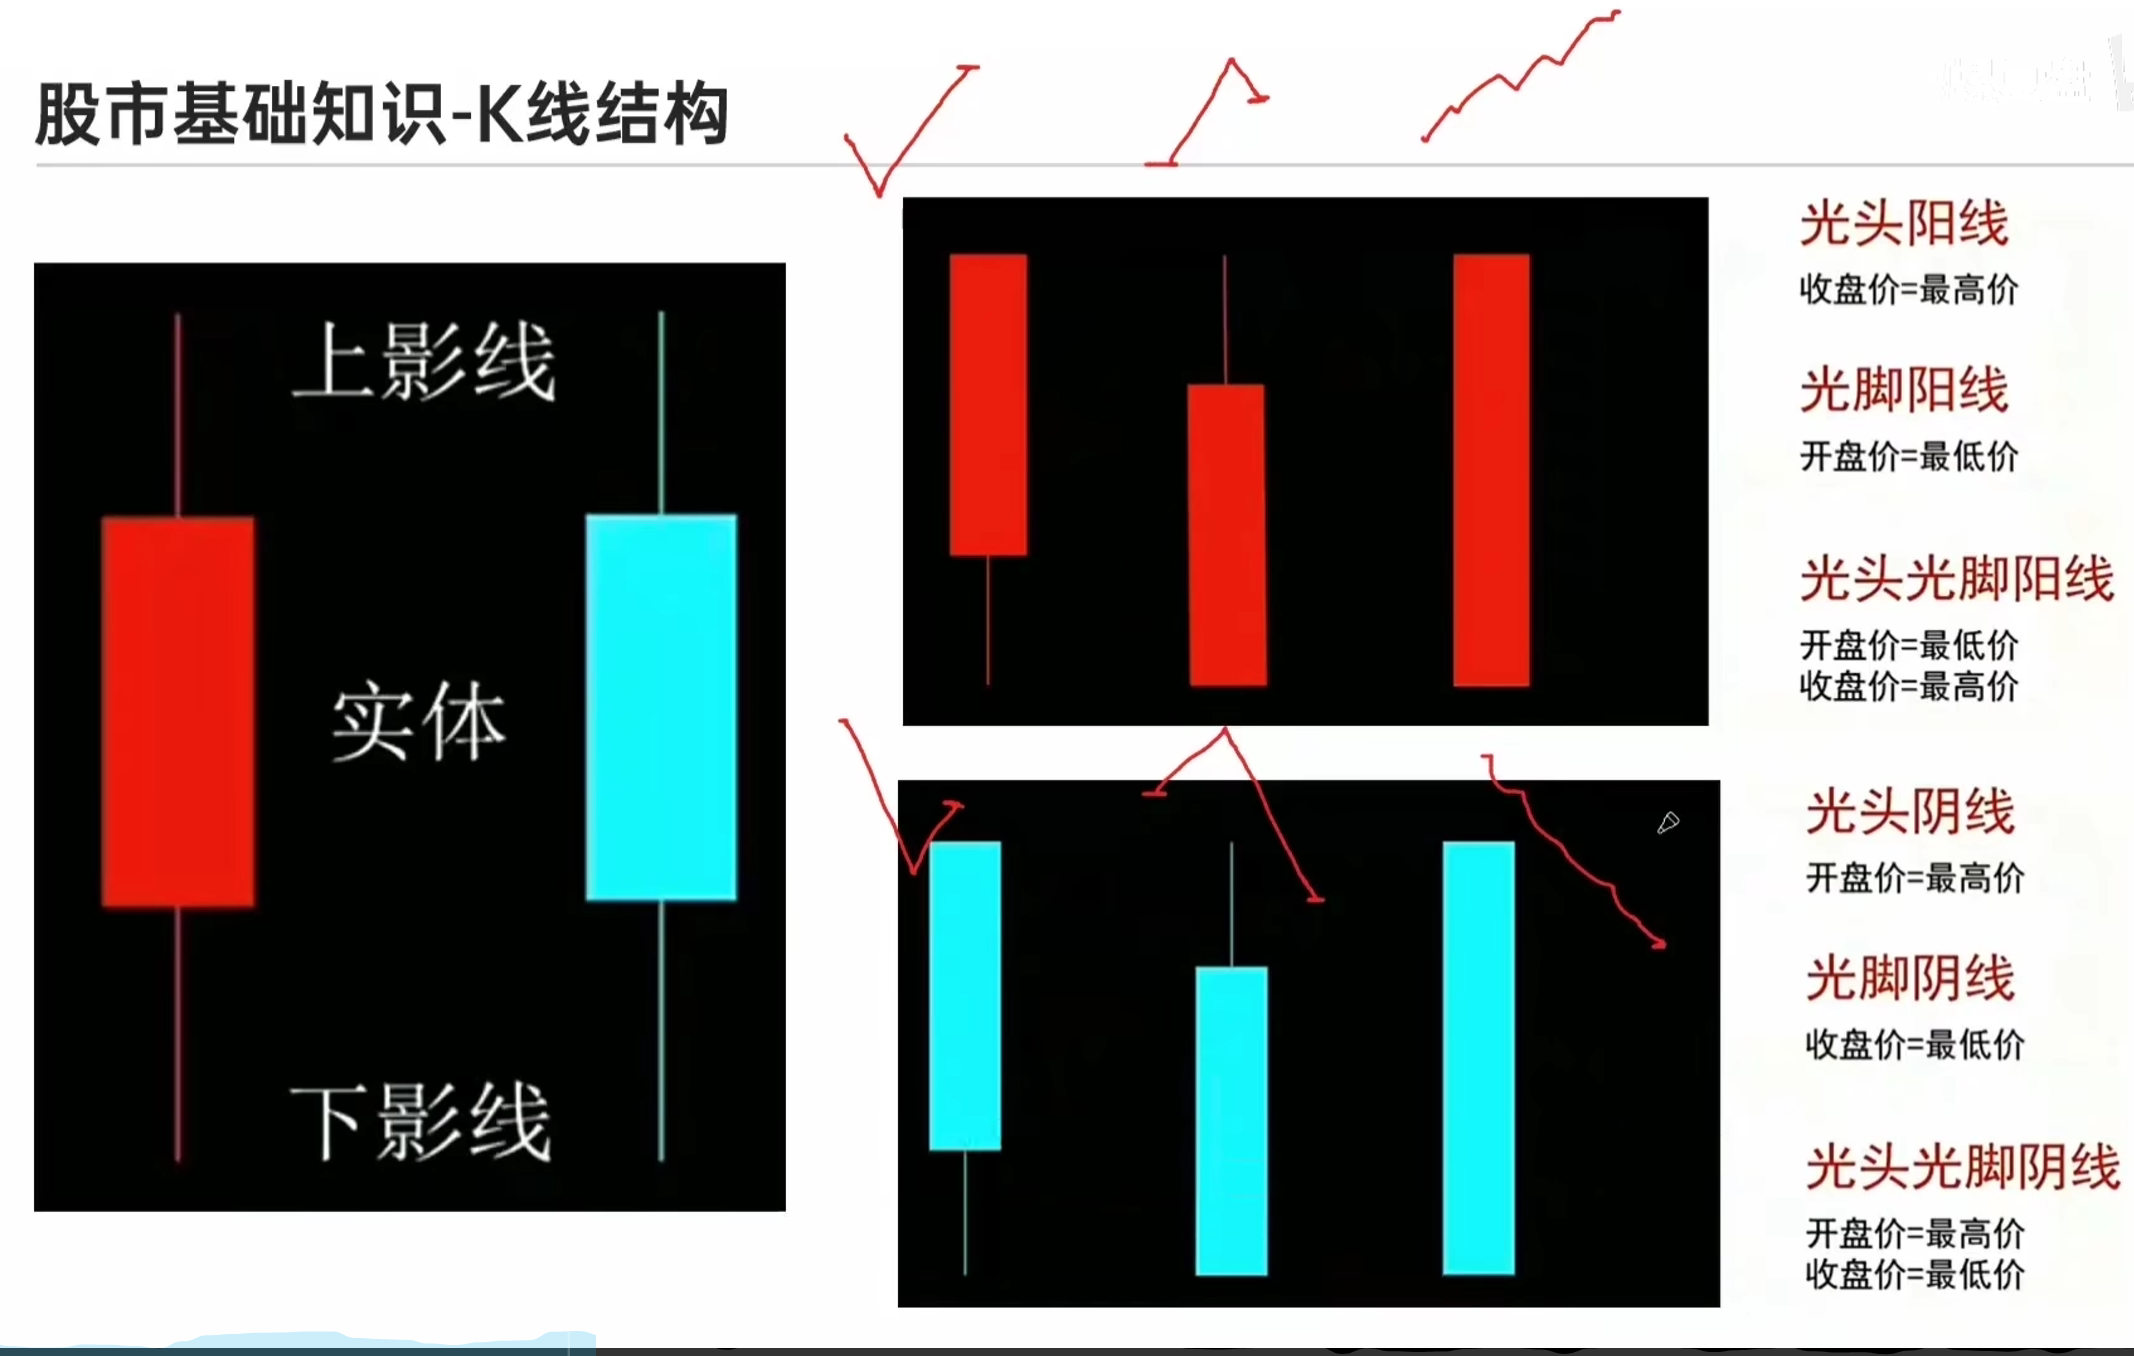 股市基础知识-K线结构
上影线
实体
下影线
光头阳线
收盘价=最高价
光脚阳线
开盘价=最低价
光头光脚阳线
开盘价=最低价
收盘价=最高价
光头阴线
开盘价=最高价
光脚阴线
收盘价=最低价
光头光脚阴线
开盘价=最高价
收盘价=最低价